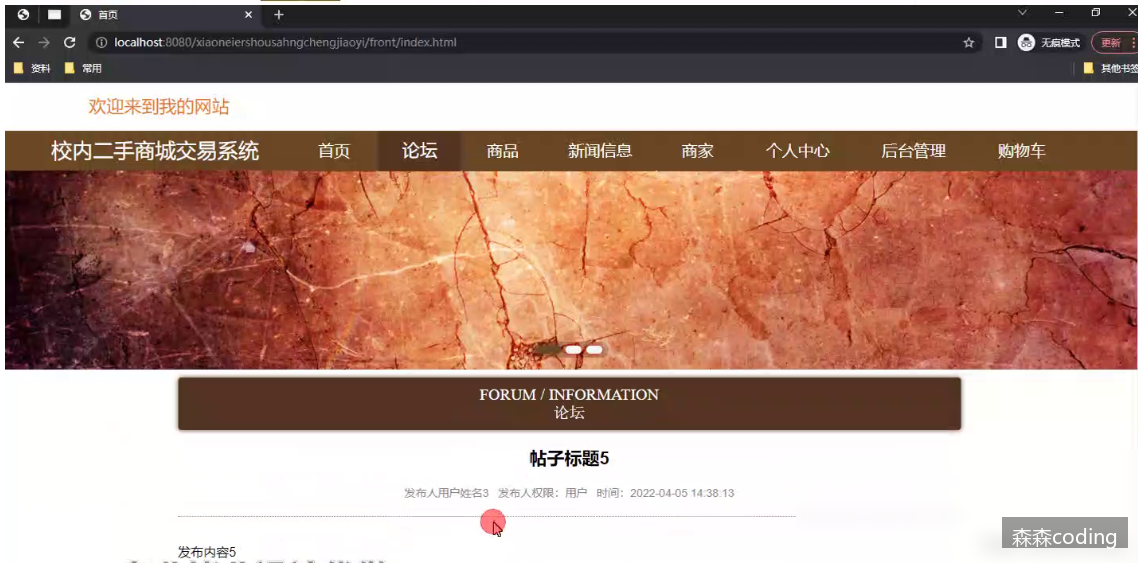 首页
localhost:8080/xiaoneiershousahngchengjiaoyi/front/index.html
无痕模式
更新
资料
常用
其他书签
欢迎来到我的网站
校内二手商城交易系统 首页 论坛 商品 新闻信息 商家 个人中心 后台管理 购物车
FORUM / INFORMATION
论坛
帖子标题5
发布人用户姓名3 发布人权限：用户 时间：2022-04-05 14:38:13
森森coding
发布内容5